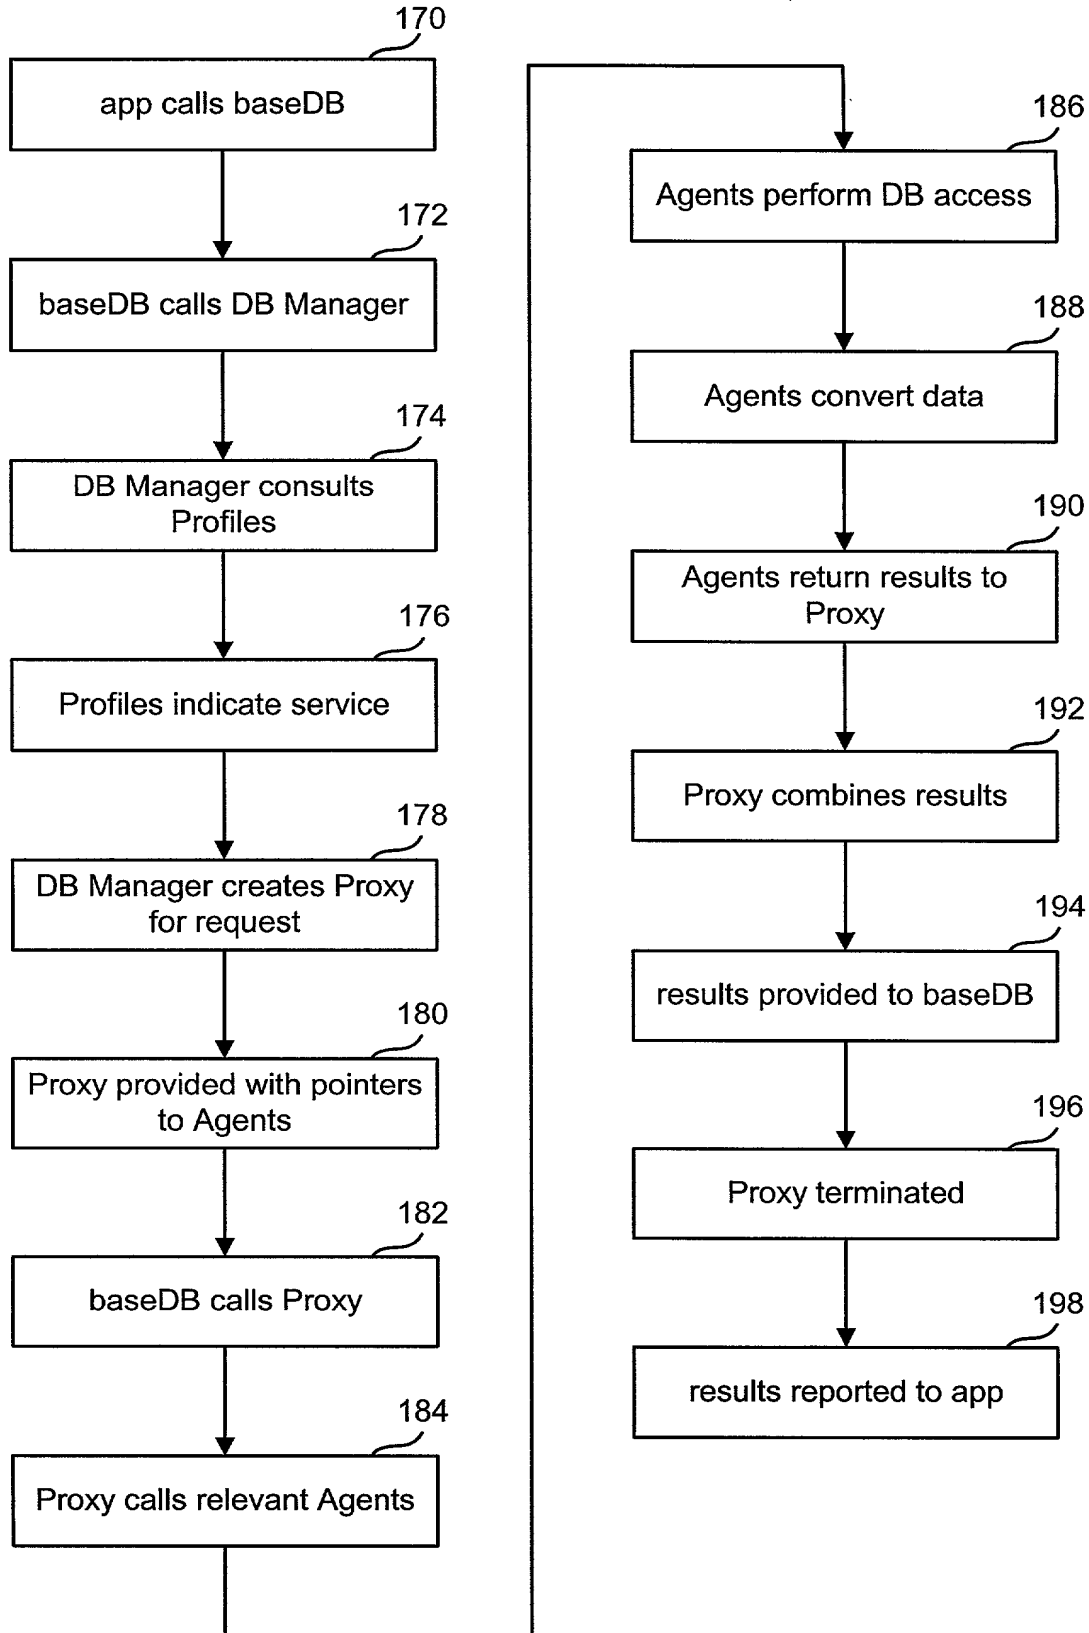 170
app calls baseDB
172
baseDB calls DB Manager
174
DB Manager consults
Profiles
176
Profiles indicate service
178
DB Manager creates Proxy
for request
180
Proxy provided with pointers
to Agents
182
baseDB calls Proxy
184
Proxy calls relevant Agents
186
Agents perform DB access
188
Agents convert data
190
Agents return results to
Proxy
192
Proxy combines results
194
results provided to baseDB
196
Proxy terminated
198
results reported to app